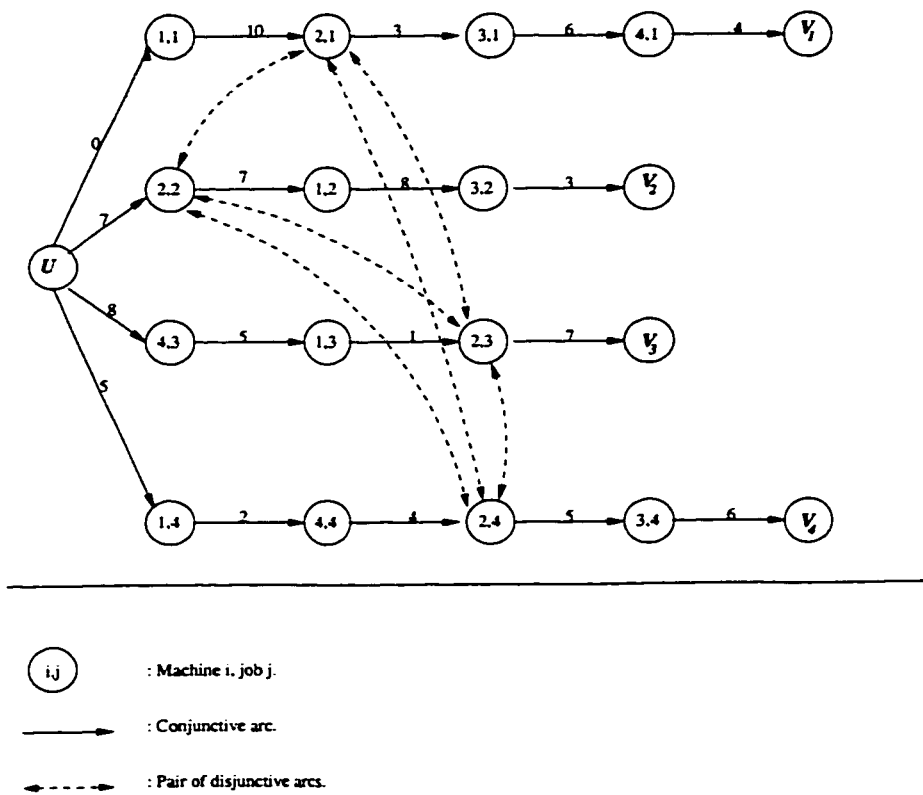 1,1 10 2,1 3 3,1 6 4,1 4 V1
0
2,2 7 1,2 8 3,2 3 V2
7
U
8
4,3 5 1,3 1 2,3 7 V3
5
1,4 2 4,4 4 2,4 5 3,4 6 V4
i,j : Machine i, job j.
: Conjunctive arc.
: Pair of disjunctive arcs.